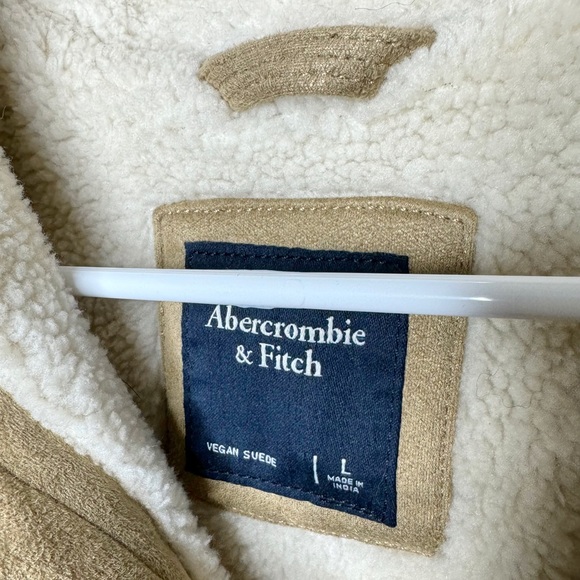 Abercrombie
& Fitch
VEGAN SUEDE
L
MADE IN
INDIA